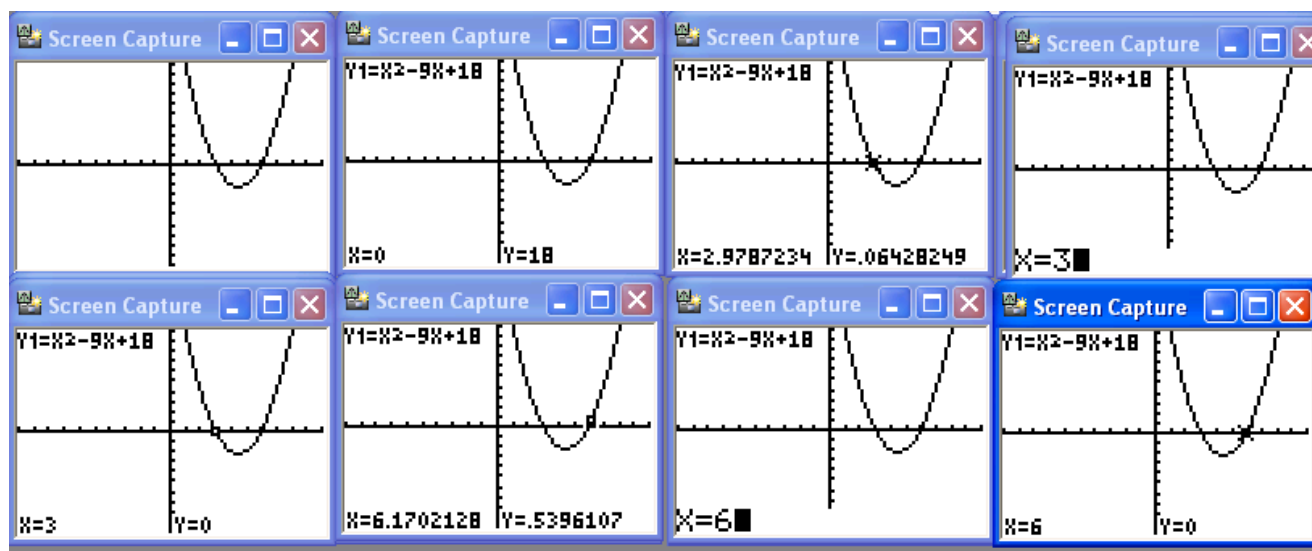 Screen Capture
Screen Capture
Y1=X2-9X+18
X=0 Y=18
Screen Capture
Y1=X2-9X+18
X=2.9787234 Y=.06428249
Screen Capture
Y1=X2-9X+18
X=3
Screen Capture
Y1=X2-9X+18
X=3 Y=0
Screen Capture
Y1=X2-9X+18
X=6.1702128 Y=.5396107
Screen Capture
Y1=X2-9X+18
X=6
Screen Capture
Y1=X2-9X+18
X=6 Y=0